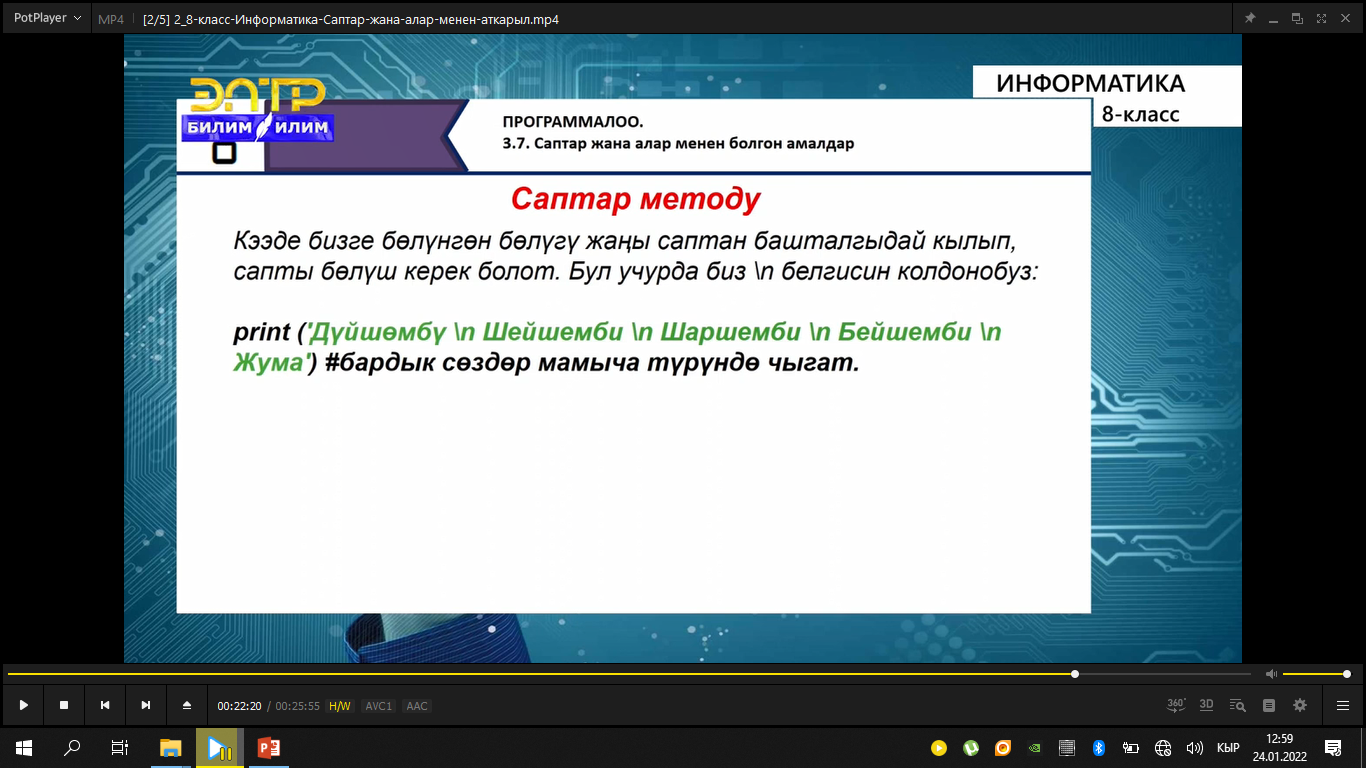 PotPlayer
MP4
[2/5] 2_8-класс-Информатика-Саптар-жана-алар-менен-аткарыл.mp4
ЭЛТР
БИЛИМ ИЛИМ
ИНФОРМАТИКА
8-класс
ПРОГРАММАЛОО.
3.7. Саптар жана алар менен болгон амалдар
Саптар методу
Кээде бизге бөлүнгөн бөлүгү жаңы саптан башталгыдай кылып,
сапты бөлүш керек болот. Бул учурда биз \n белгисин колдонобуз:
print ('Дүйшөмбү \n Шейшемби \n Шаршемби \n Бейшемби \n
Жума') #бардык сөздөр мамыча түрүндө чыгат.
00:22:20 / 00:25:55 H/W AVC1 AAC
360° 3D
КЫР
12:59
24.01.2022